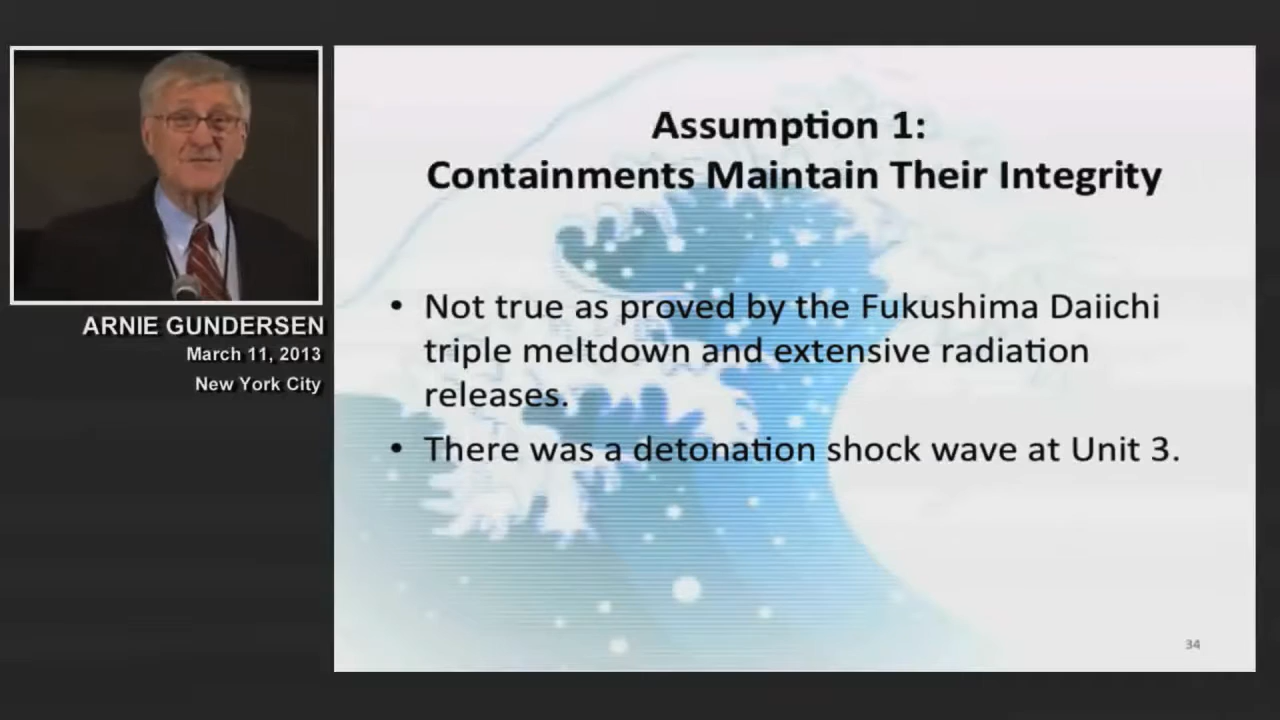 ARNIE GUNDERSEN
March 11, 2013
New York City
Assumption 1:
Containments Maintain Their Integrity
• Not true as proved by the Fukushima Daiichi
triple meltdown and extensive radiation
releases.
• There was a detonation shock wave at Unit 3.
34